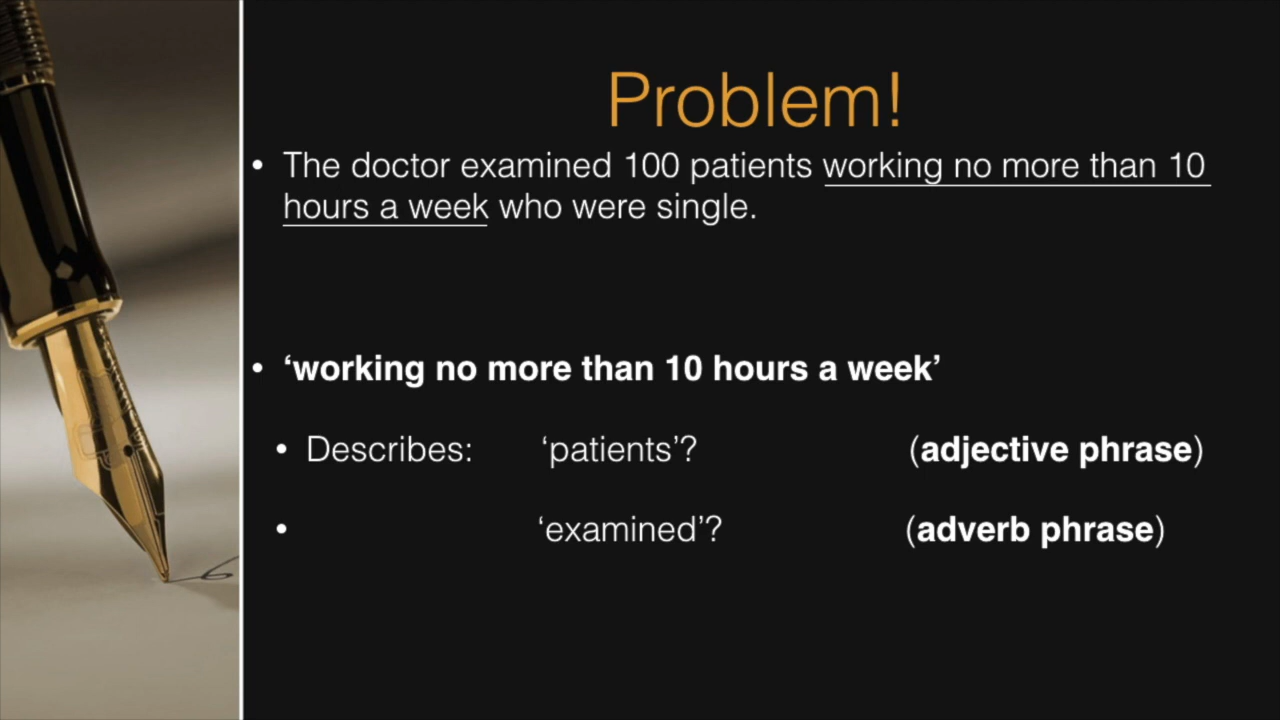 Problem!
• The doctor examined 100 patients working no more than 10
hours a week who were single.
• ‘working no more than 10 hours a week’
• Describes: ‘patients’? (adjective phrase)
• ‘examined’? (adverb phrase)